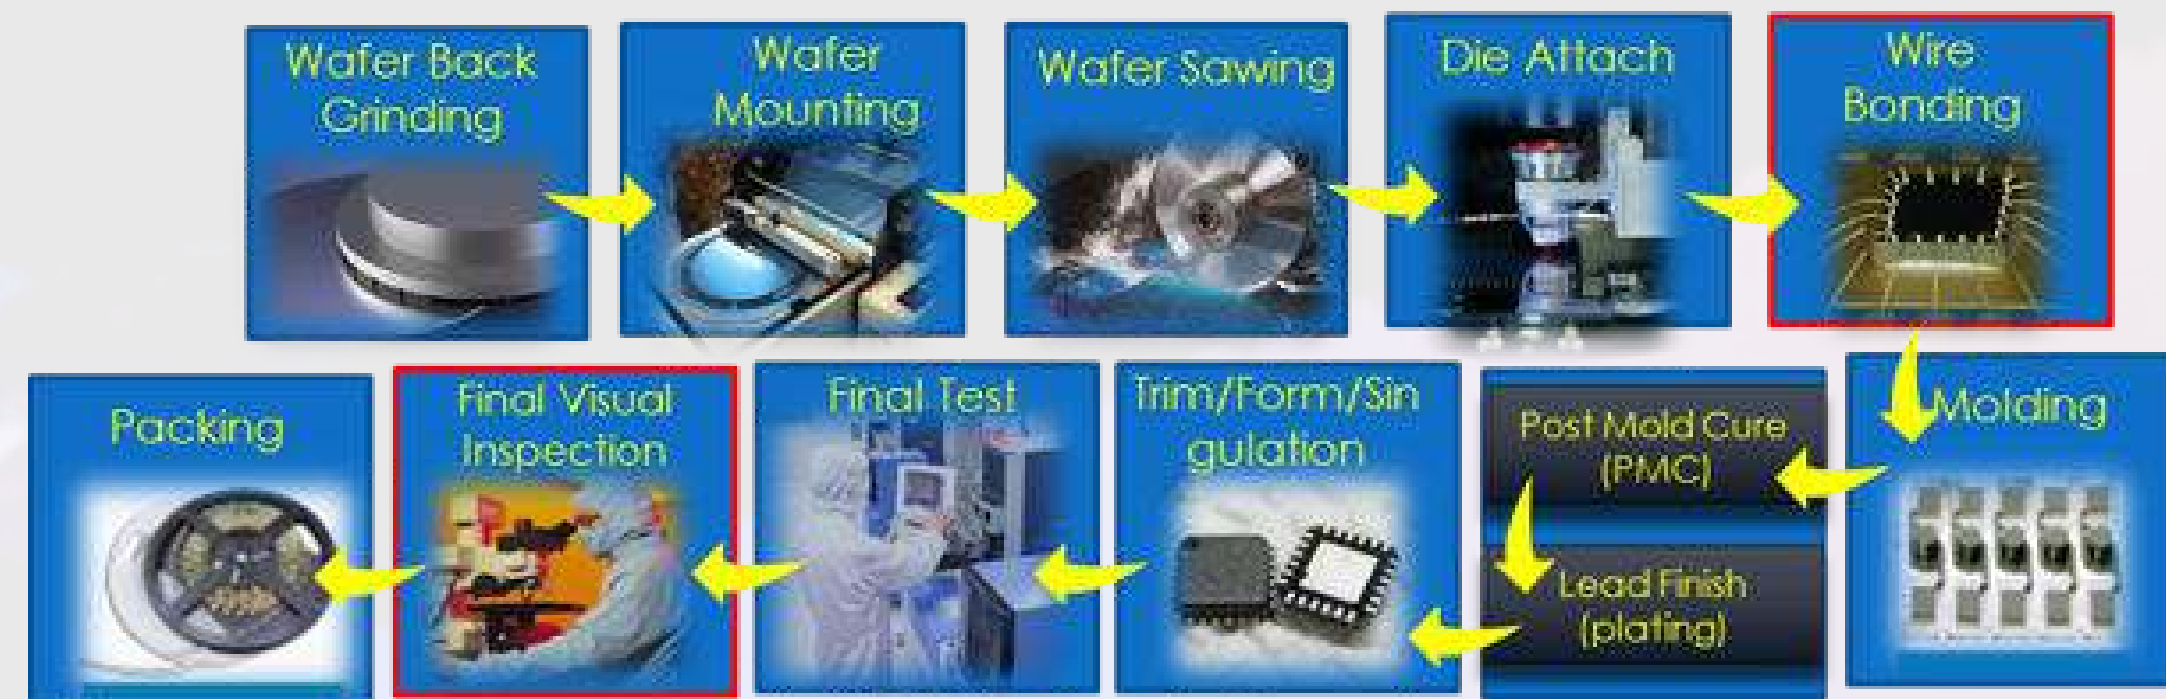 Wafer Back
Grinding
Wafer
Mounting
Wafer Sawing
Die Attach
Wire
Bonding
Molding
Post Mold Cure
(PMC)
Lead Finish
(plating)
Trim/Form/Sin
gulation
Final Test
Final Visual
Inspection
Packing